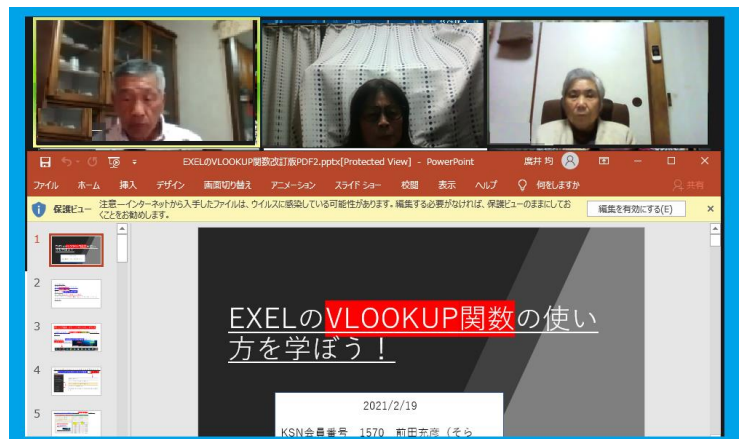 EXELのVLOOKUP関数改訂版PDF2.pptx[Protected View] - PowerPoint 庹井 均
ファイル ホーム 挿入 デザイン 画面切り替え アニメーション スライド ショー 校閲 表示 ヘルプ 何をしますか 共有
保護ビュー 注意—インターネットから入手したファイルは、ウイルスに感染している可能性があります。編集する必要がなければ、保護ビューのままにしてお
くことをお勧めします。
編集を有効にする(E)
1
2
3
4
5
EXELのVLOOKUP関数の使い
方を学ぼう！
2021/2/19
KSN会員番号 1570 前田充彦（そら